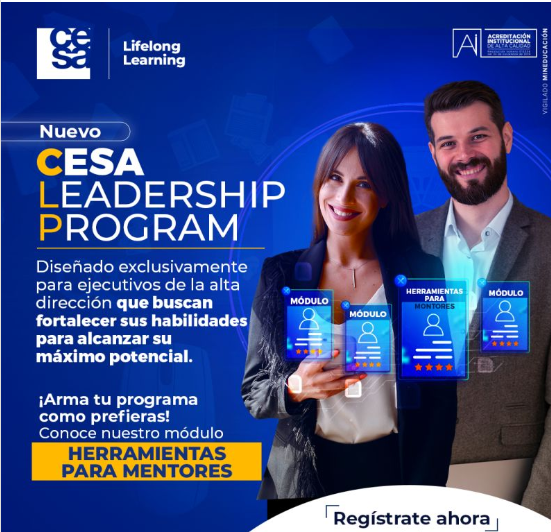 cesa
Lifelong
Learning
ACREDITACIÓN
INSTITUCIONAL
DE ALTA CALIDAD
VIGILADO MINEDUCACIÓN
Nuevo
CESA
LEADERSHIP
PROGRAM
Diseñado exclusivamente
para ejecutivos de la alta
dirección que buscan
fortalecer sus habilidades
para alcanzar su
máximo potencial.
¡Arma tu programa
como prefieras!
Conoce nuestro módulo
HERRAMIENTAS
PARA MENTORES
MÓDULO
MÓDULO
HERRAMIENTAS
PARA
MENTORES
MÓDULO
Regístrate ahora